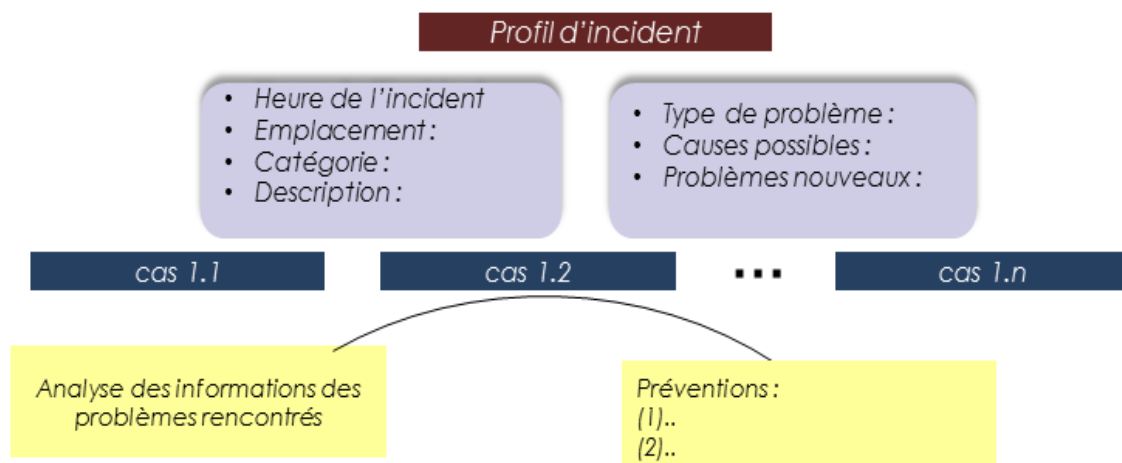 Profil d'incident
• Heure de l'incident
• Emplacement :
• Catégorie :
• Description :
• Type de problème :
• Causes possibles :
• Problèmes nouveaux :
cas 1.1
cas 1.2
...
cas 1.n
Analyse des informations des
problèmes rencontrés
Préventions :
(1)..
(2)..